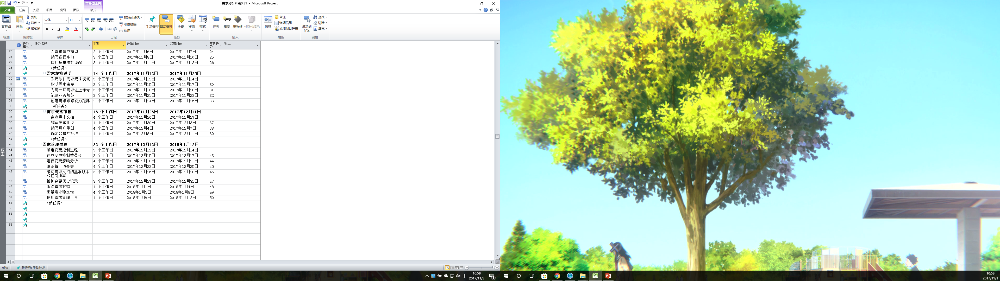 甘特图工具
需求分析阶段0.31 - Microsoft Project
文件 任务 资源 项目 视图 团队 格式
甘特图
粘贴
剪切
复制
格式刷
宋体 11
B I U A
0% 25% 50% 75% 100%
跟踪时标记
考虑链接
停用
手动安排 自动安排
检查 移动 模式
任务 摘要 里程碑 可交付结果
信息
备注
详细信息
添加到日程表
滚动到任务
查找
清除
填充
视图 剪贴板 字体 日程 任务 插入 属性 编辑
任务模式 任务名称 工期 开始时间 完成时间 前置任务 输出
25 为需求建立模型 2 个工作日 2017年11月6日 2017年11月7日 24
26 编写数据字典 3 个工作日 2017年11月8日 2017年11月10日 25
27 应用质量功能调配 3 个工作日 2017年11月11日 2017年11月13日 26
28 <新任务>
29 需求规格说明 14 个工作日 2017年11月12日 2017年11月25日
30 采用软件需求规格模板 3 个工作日 2017年11月12日 2017年11月14日
31 指明需求来源 3 个工作日 2017年11月15日 2017年11月17日 30
32 为每一项需求注上标号 3 个工作日 2017年11月18日 2017年11月20日 31
33 记录业务规范 3 个工作日 2017年11月21日 2017年11月23日 32
34 创建需求跟踪能力矩阵 2 个工作日 2017年11月24日 2017年11月25日 33
35 <新任务>
36 需求规格审核 16 个工作日 2017年11月26日 2017年12月11日
37 审查需求文档 4 个工作日 2017年11月26日 2017年11月29日
38 编写测试用例 4 个工作日 2017年11月30日 2017年12月3日 37
39 编写用户手册 4 个工作日 2017年12月4日 2017年12月7日 38
40 确定合格的标准 4 个工作日 2017年12月8日 2017年12月11日 39
41 <新任务>
42 需求管理过程 32 个工作日 2017年12月12日 2018年1月12日
43 确定变更控制过程 3 个工作日 2017年12月12日 2017年12月14日
44 建立变更控制委员会 3 个工作日 2017年12月15日 2017年12月17日 43
45 进行变更影响分析 4 个工作日 2017年12月18日 2017年12月21日 44
46 跟踪每一项变更 4 个工作日 2017年12月22日 2017年12月25日 45
47 编写需求文档的基准版本 3 个工作日 2017年12月26日 2017年12月28日 46
和控制版本
48 维护变更历史记录 3 个工作日 2017年12月29日 2017年12月31日 47
49 跟踪需求状态 4 个工作日 2018年1月1日 2018年1月4日 48
50 衡量需求稳定性 4 个工作日 2018年1月5日 2018年1月8日 49
51 使用需求管理工具 4 个工作日 2018年1月9日 2018年1月12日 50
52 <新任务>
53
54
55
56
甘特图
就绪 新任务: 手动计划
中 10:58
2017/11/3
10:58
2017/11/3